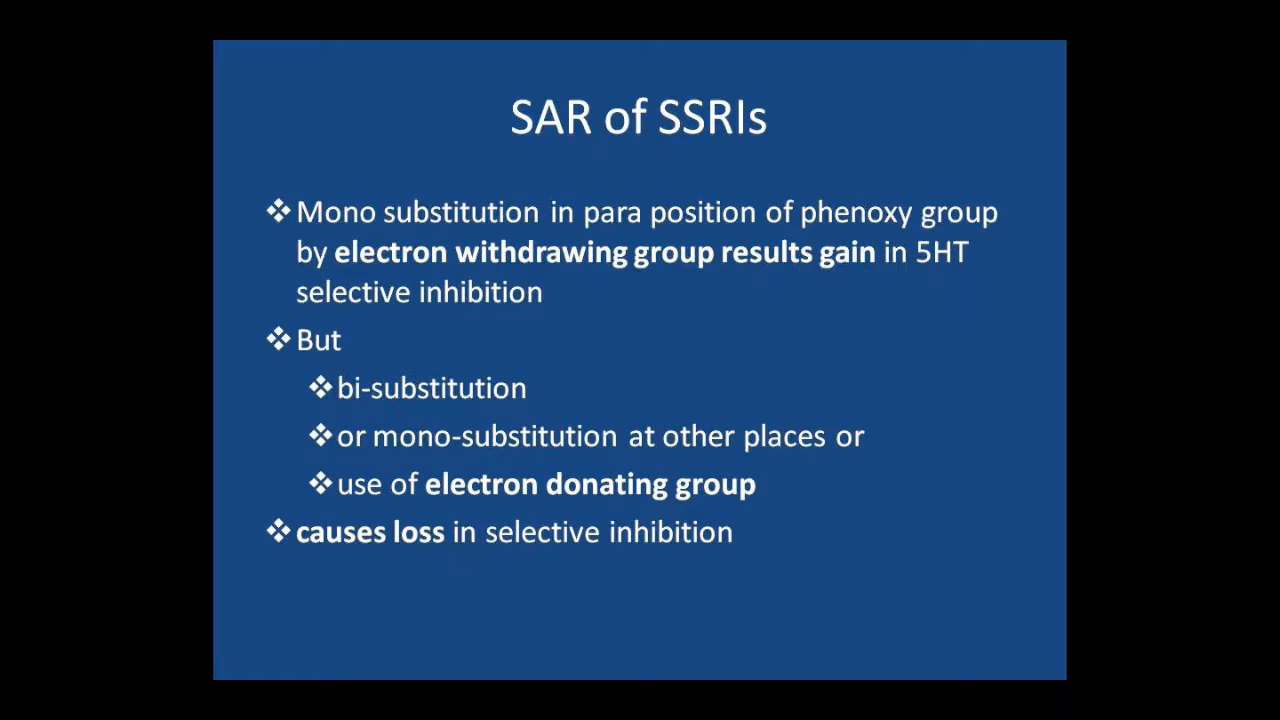 SAR of SSRIs
❖Mono substitution in para position of phenoxy group
by electron withdrawing group results gain in 5HT
selective inhibition
❖But
❖bi-substitution
❖or mono-substitution at other places or
❖use of electron donating group
❖causes loss in selective inhibition